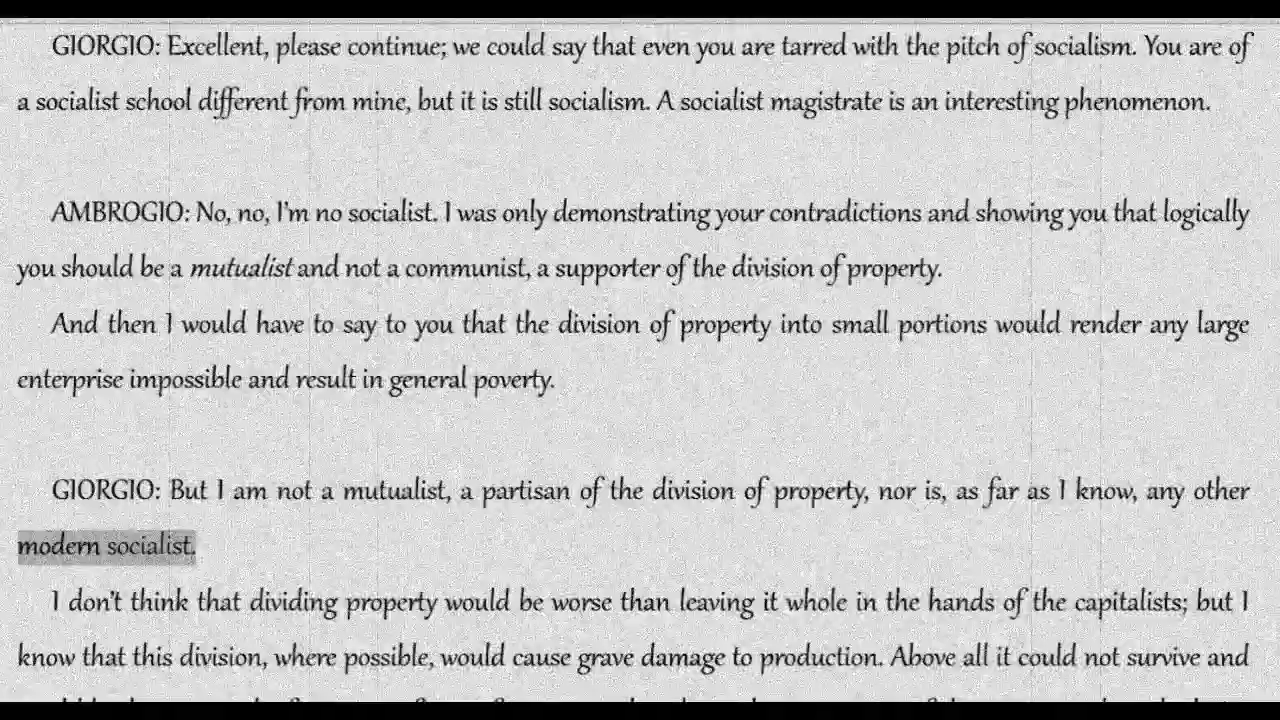 GIORGIO: Excellent, please continue; we could say that even you are tarred with the pitch of socialism. You are of
a socialist school different from mine, but it is still socialism. A socialist magistrate is an interesting phenomenon.
AMBROGIO: No, no, I'm no socialist. I was only demonstrating your contradictions and showing you that logically
you should be a mutualist and not a communist, a supporter of the division of property.
And then I would have to say to you that the division of property into small portions would render any large
enterprise impossible and result in general poverty.
GIORGIO: But I am not a mutualist, a partisan of the division of property, nor is, as far as I know, any other
modern socialist.
I don't think that dividing property would be worse than leaving it whole in the hands of the capitalists; but I
know that this division, where possible, would cause grave damage to production. Above all it could not survive and